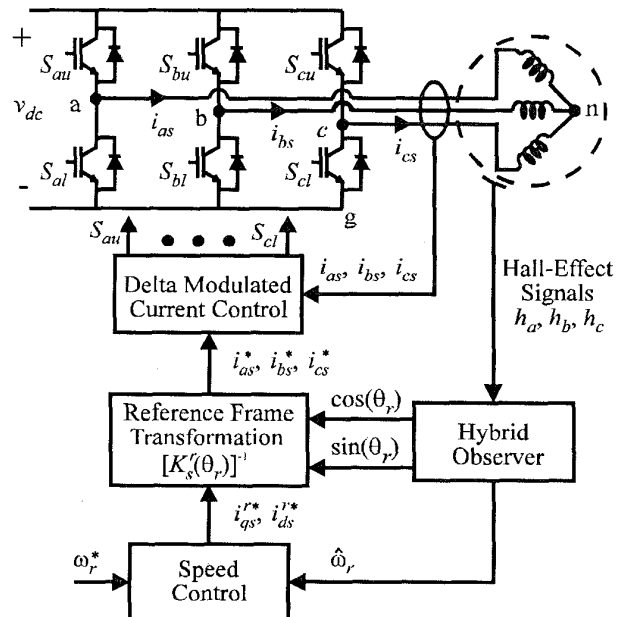 +
S_au S_bu S_cu
v_dc a i_as b i_bs c i_cs n
S_al S_bl S_cl
-
g
S_au • • • S_cl
i_as, i_bs, i_cs
Delta Modulated
Current Control
Hall-Effect
Signals
h_a, h_b, h_c
i*_as, i*_bs, i*_cs
Reference Frame
Transformation
[K^r_s(θ_r)]^-1
cos(θ_r)
sin(θ_r)
Hybrid
Observer
i^r*_qs, i^r*_ds
ω*_r
Speed
Control
ω̂_r